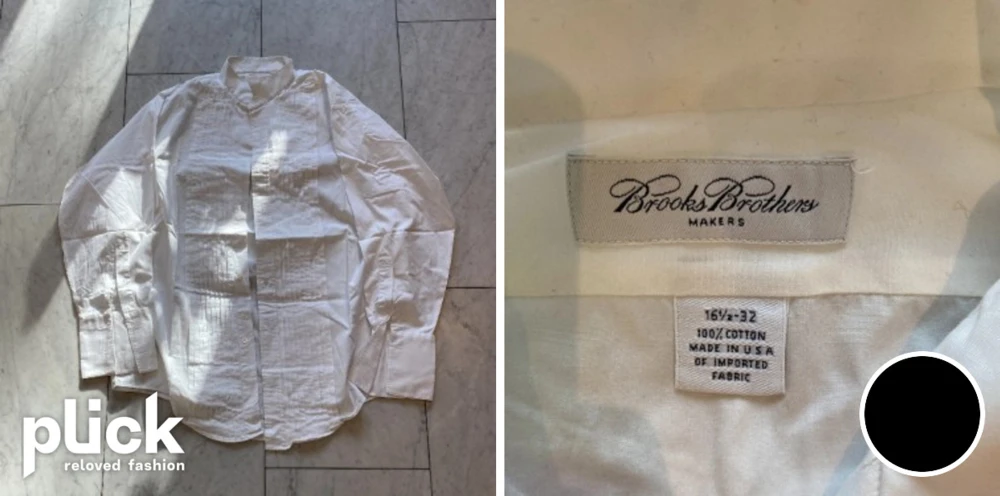 plick
reloved fashion
Brooks Brothers
MAKERS
16½-32
100% COTTON
MADE IN U S A
OF IMPORTED
FABRIC